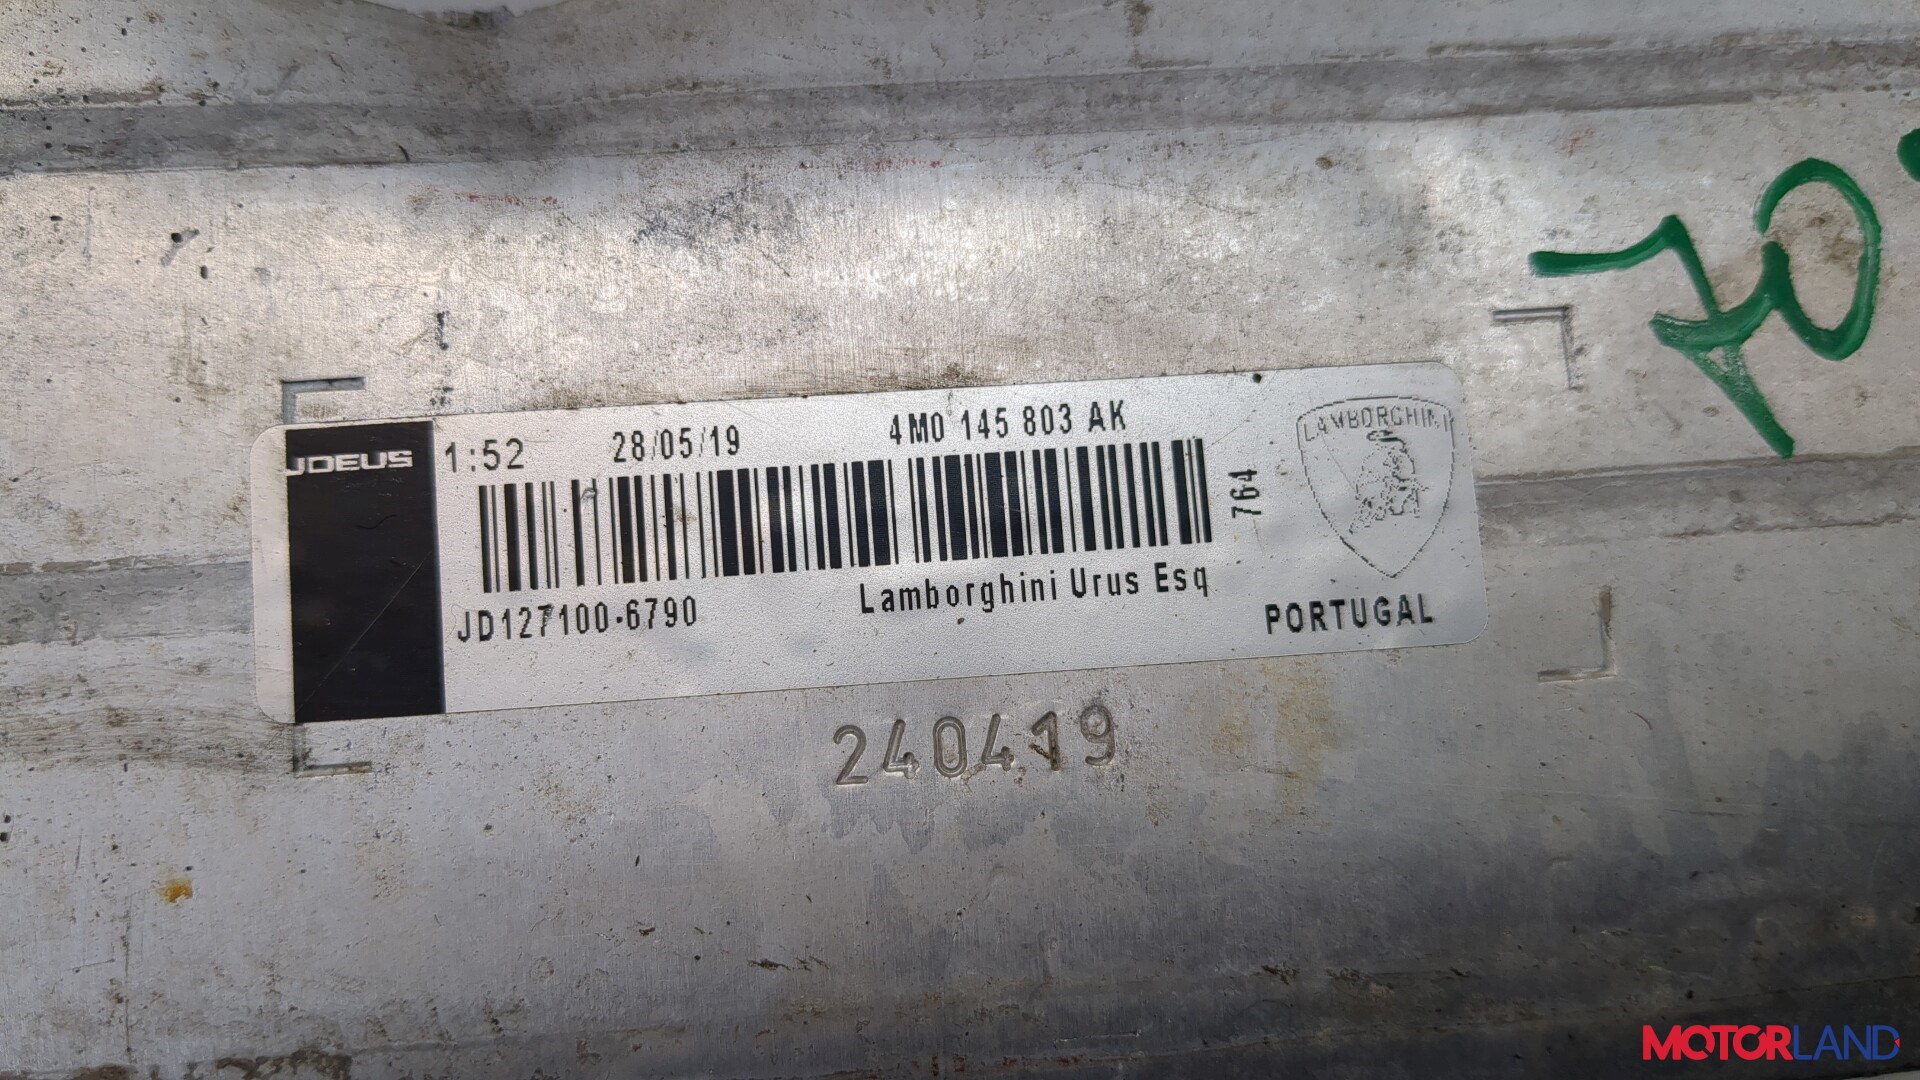 70
JDEUS
1:52 28/05/19 4M0 145 803 AK
764
LAMBORGHINI
JD127100-6790 Lamborghini Urus Esq
PORTUGAL
240419
MOTORLAND